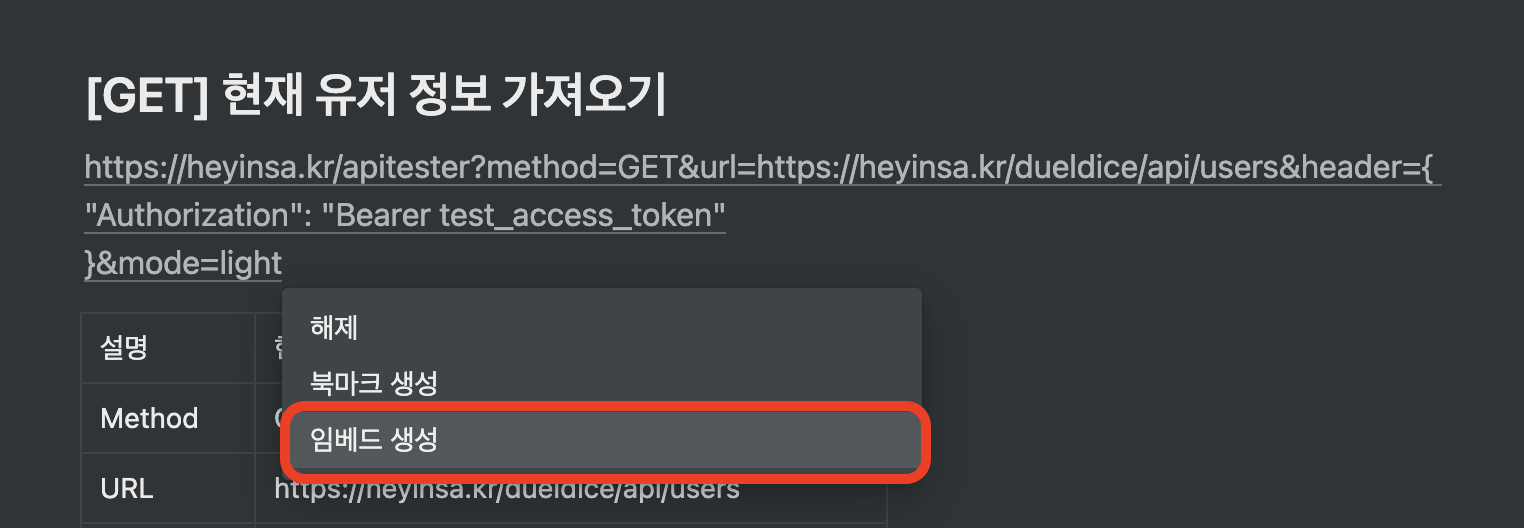 [GET] 현재 유저 정보 가져오기
https://heyinsa.kr/apitester?method=GET&url=https://heyinsa.kr/dueldice/api/users&header={
"Authorization": "Bearer test_access_token"
}&mode=light
해제
설명
북마크 생성
Method
임베드 생성
URL
https://heyinsa.kr/dueldice/api/users